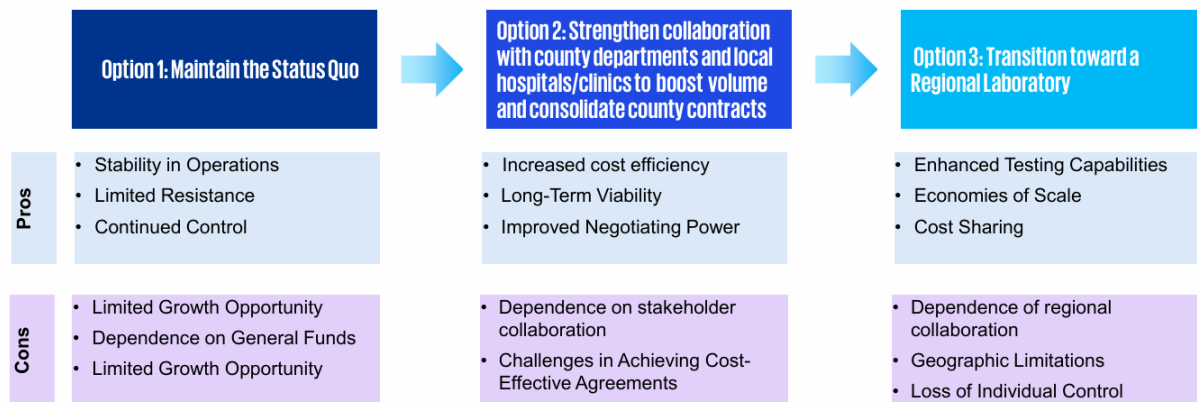 Option 1: Maintain the Status Quo
Option 2: Strengthen collaboration
with county departments and local
hospitals/clinics to boost volume
and consolidate county contracts
Option 3: Transition toward a
Regional Laboratory
Pros
• Stability in Operations
• Limited Resistance
• Continued Control
• Increased cost efficiency
• Long-Term Viability
• Improved Negotiating Power
• Enhanced Testing Capabilities
• Economies of Scale
• Cost Sharing
Cons
• Limited Growth Opportunity
• Dependence on General Funds
• Limited Growth Opportunity
• Dependence on stakeholder
collaboration
• Challenges in Achieving Cost-
Effective Agreements
• Dependence of regional
collaboration
• Geographic Limitations
• Loss of Individual Control